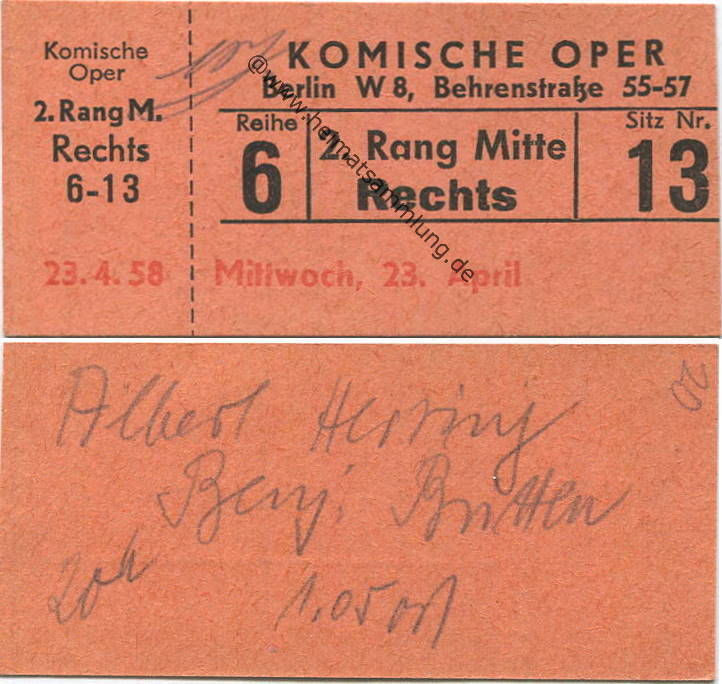 Komische
Oper
2. Rang M.
Rechts
6-13
23.4.58
KOMISCHE OPER
Berlin W 8, Behrenstraße 55-57
Reihe
6
2. Rang Mitte
Rechts
Sitz Nr.
13
Mittwoch, 23. April
@www.heimatsammlung.de
Albert Herring
Benj. Britten
20h
1.05
20